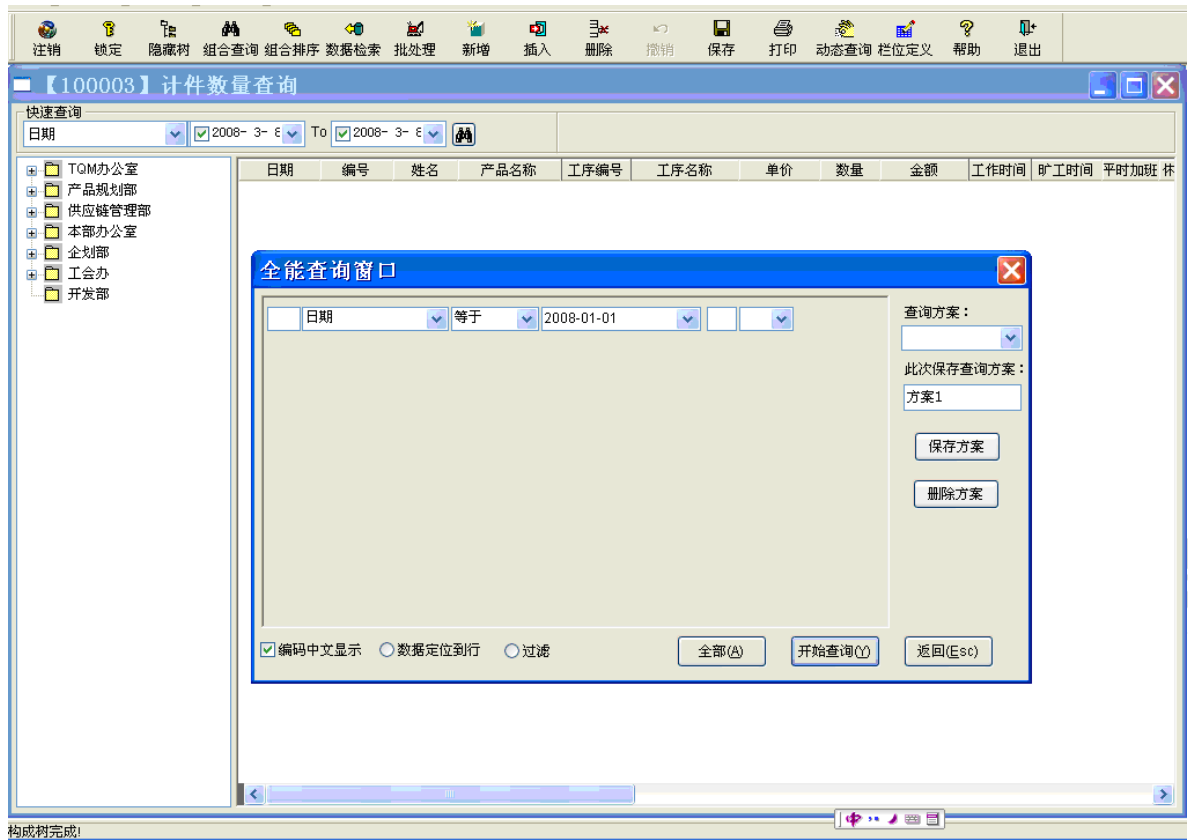 注销 锁定 隐藏树 组合查询 组合排序 数据检索 批处理 新增 插入 删除 撤销 保存 打印 动态查询 栏位定义 帮助 退出
【100003】计件数量查询
快速查询
日期 2008- 3- To 2008- 3-
TQM办公室
产品规划部
供应链管理部
本部办公室
企划部
工会办
开发部
日期 编号 姓名 产品名称 工序编号 工序名称 单价 数量 金额 工作时间 旷工时间 平时加班 休
全能查询窗口
日期 等于 2008-01-01
查询方案：
此次保存查询方案：
方案1
保存方案
删除方案
编码中文显示 数据定位到行 过滤 全部(A) 开始查询(Y) 返回(Esc)
中
构成树完成!